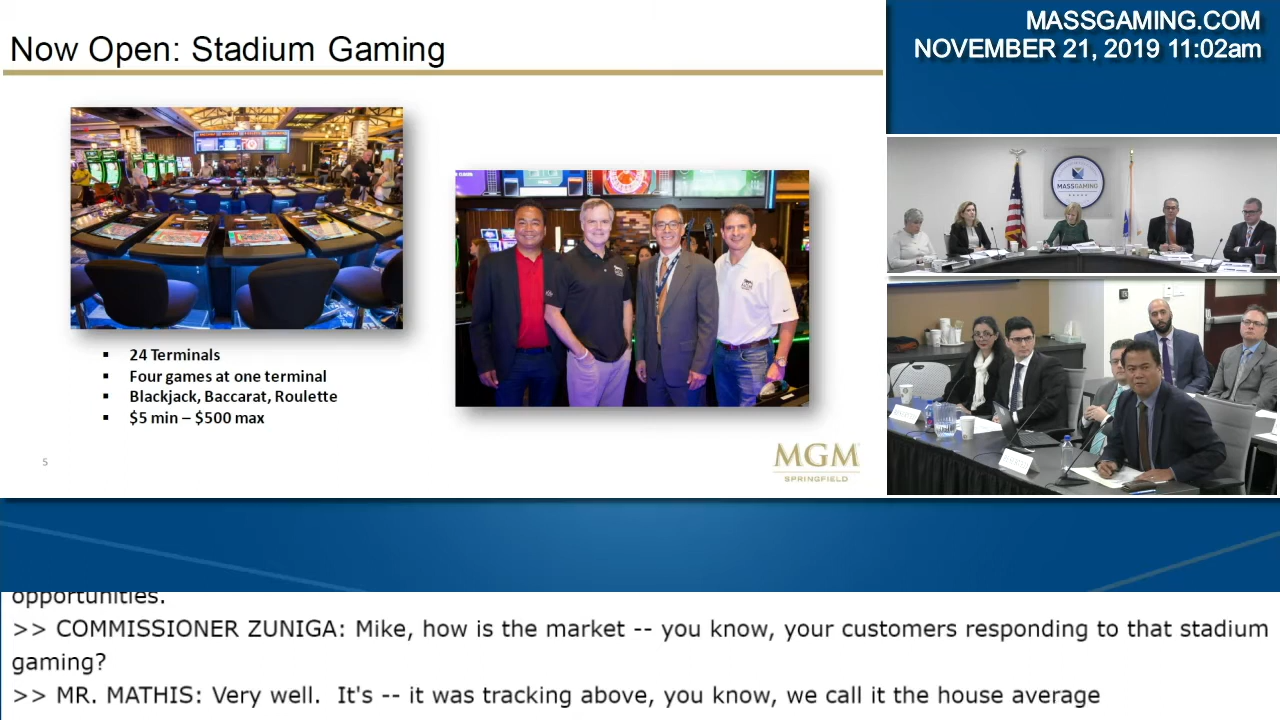 Now Open: Stadium Gaming
MASSGAMING.COM
NOVEMBER 21, 2019 11:02am
MASSGAMING
▪ 24 Terminals
▪ Four games at one terminal
▪ Blackjack, Baccarat, Roulette
▪ $5 min – $500 max
5
MGM
SPRINGFIELD
opportunities.
>> COMMISSIONER ZUNIGA: Mike, how is the market -- you know, your customers responding to that stadium
gaming?
>> MR. MATHIS: Very well.  It's -- it was tracking above, you know, we call it the house average